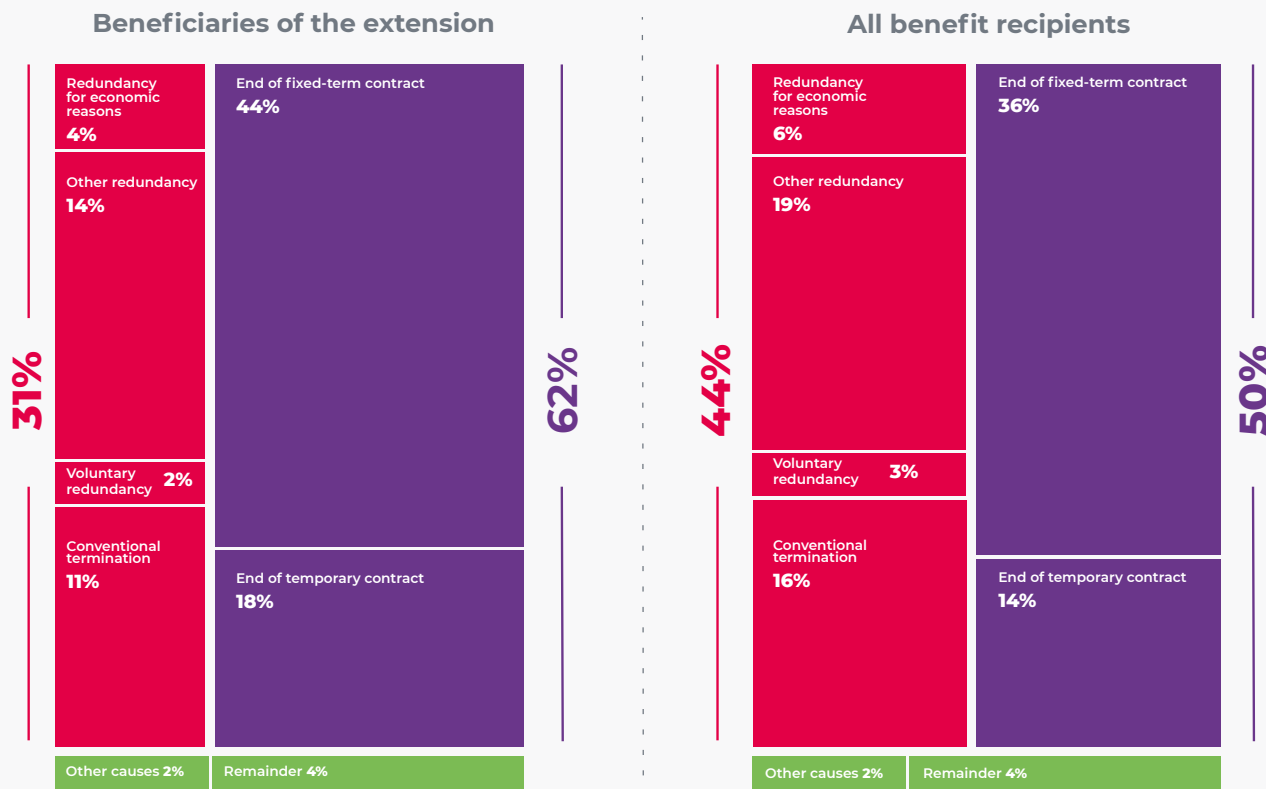 Beneficiaries of the extension
Redundancy
for economic
reasons
4%
Other redundancy
14%
Voluntary
redundancy 2%
Conventional
termination
11%
31%
End of fixed-term contract
44%
End of temporary contract
18%
62%
Other causes 2%
Remainder 4%
All benefit recipients
Redundancy
for economic
reasons
6%
Other redundancy
19%
Voluntary
redundancy 3%
Conventional
termination
16%
44%
End of fixed-term contract
36%
End of temporary contract
14%
50%
Other causes 2%
Remainder 4%